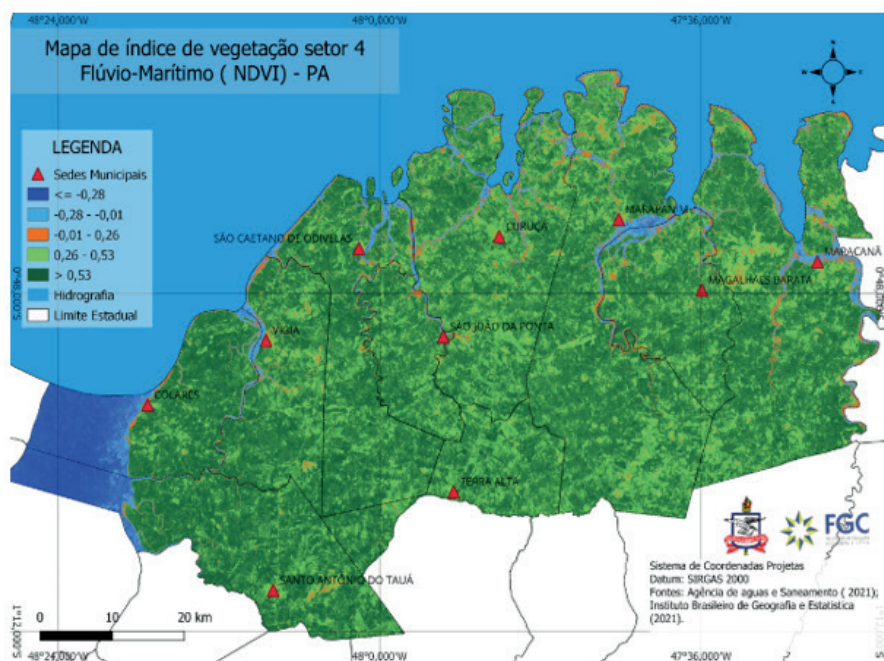 48°24,000'W 48°0,000'W 47°36,000'W
Mapa de índice de vegetação setor 4
Flúvio-Marítimo ( NDVI) - PA
LEGENDA
Sedes Municipais
<= -0,28
-0,28 - -0,01
-0,01 - 0,26
0,26 - 0,53
> 0,53
Hidrografia
Limite Estadual
SÃO CAETANO DE ODIVELAS
CURUÇÁ
MARACANÃ
MAGALHÃES BARATA
0°48,000'S
0°48,000'S
VIGIA
SÃO JOÃO DA PONTA
COLARES
TERRA ALTA
SANTO ANTÔNIO DO TAUÁ
FGC
Sistema de Coordenadas Projetas
Datum: SIRGAS 2000
Fontes: Agência de aguas e Saneamento ( 2021);
Instituto Brasileiro de Geografia e Estatistica
(2021).
0 10 20 km
1°12,000'S
1°12,000'S
48°24,000'W 48°0,000'W 47°36,000'W